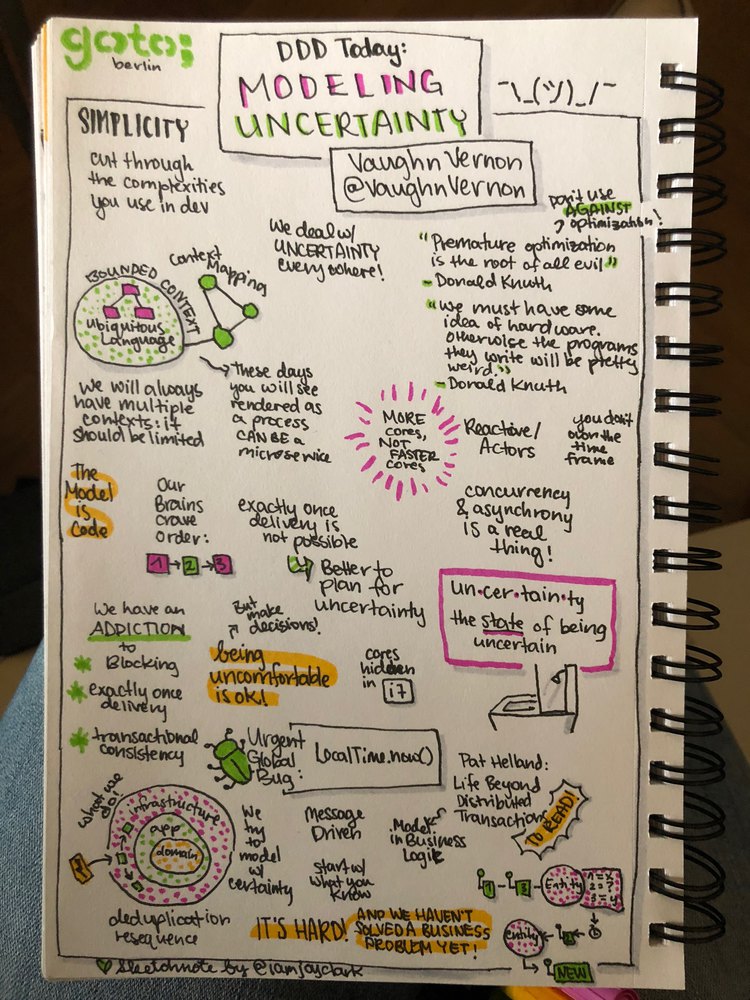 goto;
berlin
DDD Today:
MODELING
UNCERTAINTY
¯\_(ツ)_/¯
Vaughn Vernon
@VaughnVernon
SIMPLICITY
cut through
the complexities
you use in dev
We deal w/
UNCERTAINTY
everywhere!
don't use
AGAINST
optimization!
"Premature optimization
is the root of all evil"
- Donald Knuth
"We must have some
idea of hardware.
Otherwise the programs
they write will be pretty
weird."
- Donald Knuth
BOUNDED CONTEXT
Ubiquitous
Language
Context
Mapping
These days
you will see
rendered as
a process
CAN BE a
microservice
We will always
have multiple
contexts: it
should be limited
MORE
cores,
NOT
FASTER
cores
Reactive/
Actors
you don't
own the
time
frame
The
Model
is
Code
Our
Brains
crave
order:
1 → 2 → 3
exactly once
delivery is
not possible
Better to
plan for
uncertainty
concurrency
& asynchrony
IS a real
thing!
un·cer·tain·ty
the state of being
uncertain
We have an
ADDICTION
to
* Blocking
* exactly once
delivery
* transactional
consistency
But
make
decisions!
being
uncomfortable
is ok!
cores
hidden
in i7
Urgent
Global
Bug:
LocalTime.now()
Pat Helland:
Life Beyond
Distributed
Transactions
TO READ!
what we
do!
infrastructure
app
domain
deduplication
resequence
We
try
to
model
w/
certainty
Message
Driven
start w/
what you
know
Model
in Business
Logik
1
3
Entity
2 = ?
entity
NEW
IT'S HARD!
AND WE HAVEN'T
SOLVED A BUSINESS
PROBLEM YET!
Sketchnote by @iamjayclark